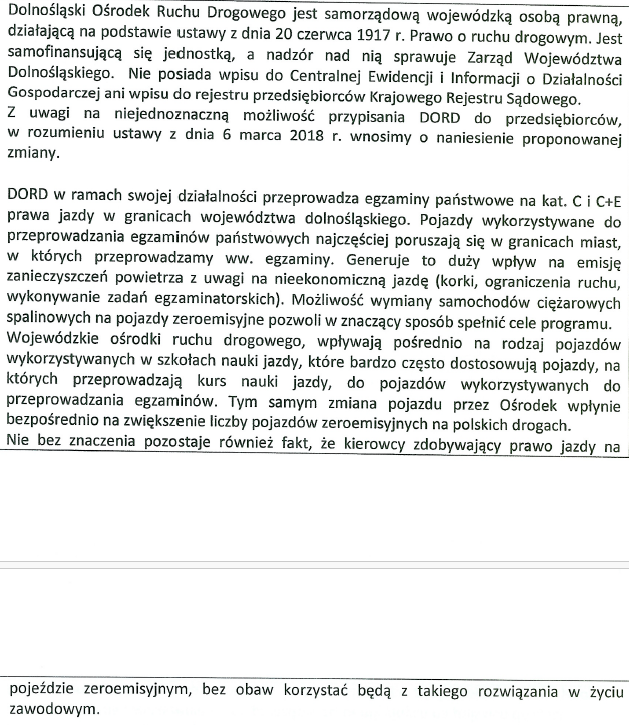 Dolnośląski Ośrodek Ruchu Drogowego jest samorządową wojewódzką osobą prawną,
działającą na podstawie ustawy z dnia 20 czerwca 1917 r. Prawo o ruchu drogowym. Jest
samofinansującą się jednostką, a nadzór nad nią sprawuje Zarząd Województwa
Dolnośląskiego. Nie posiada wpisu do Centralnej Ewidencji i Informacji o Działalności
Gospodarczej ani wpisu do rejestru przedsiębiorców Krajowego Rejestru Sądowego.
Z uwagi na niejednoznaczną możliwość przypisania DORD do przedsiębiorców,
w rozumieniu ustawy z dnia 6 marca 2018 r. wnosimy o naniesienie proponowanej
zmiany.
DORD w ramach swojej działalności przeprowadza egzaminy państwowe na kat. C i C+E
prawa jazdy w granicach województwa dolnośląskiego. Pojazdy wykorzystywane do
przeprowadzania egzaminów państwowych najczęściej poruszają się w granicach miast,
w których przeprowadzamy ww. egzaminy. Generuje to duży wpływ na emisję
zanieczyszczeń powietrza z uwagi na nieekonomiczną jazdę (korki, ograniczenia ruchu,
wykonywanie zadań egzaminatorskich). Możliwość wymiany samochodów ciężarowych
spalinowych na pojazdy zeroemisyjne pozwoli w znaczący sposób spełnić cele programu.
Wojewódzkie ośrodki ruchu drogowego, wpływają pośrednio na rodzaj pojazdów
wykorzystywanych w szkołach nauki jazdy, które bardzo często dostosowują pojazdy, na
których przeprowadzają kurs nauki jazdy, do pojazdów wykorzystywanych do
przeprowadzania egzaminów. Tym samym zmiana pojazdu przez Ośrodek wpłynie
bezpośrednio na zwiększenie liczby pojazdów zeroemisyjnych na polskich drogach.
Nie bez znaczenia pozostaje również fakt, że kierowcy zdobywający prawo jazdy na
pojeździe zeroemisyjnym, bez obaw korzystać będą z takiego rozwiązania w życiu
zawodowym.